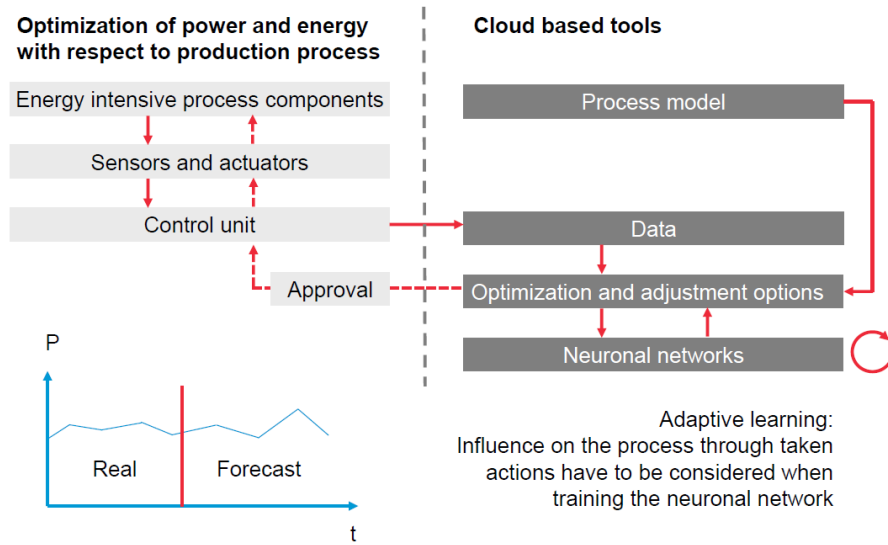 Optimization of power and energy
with respect to production process
Energy intensive process components
Sensors and actuators
Control unit
Approval
P
Real
Forecast
t
Cloud based tools
Process model
Data
Optimization and adjustment options
Neuronal networks
Adaptive learning:
Influence on the process through taken
actions have to be considered when
training the neuronal network